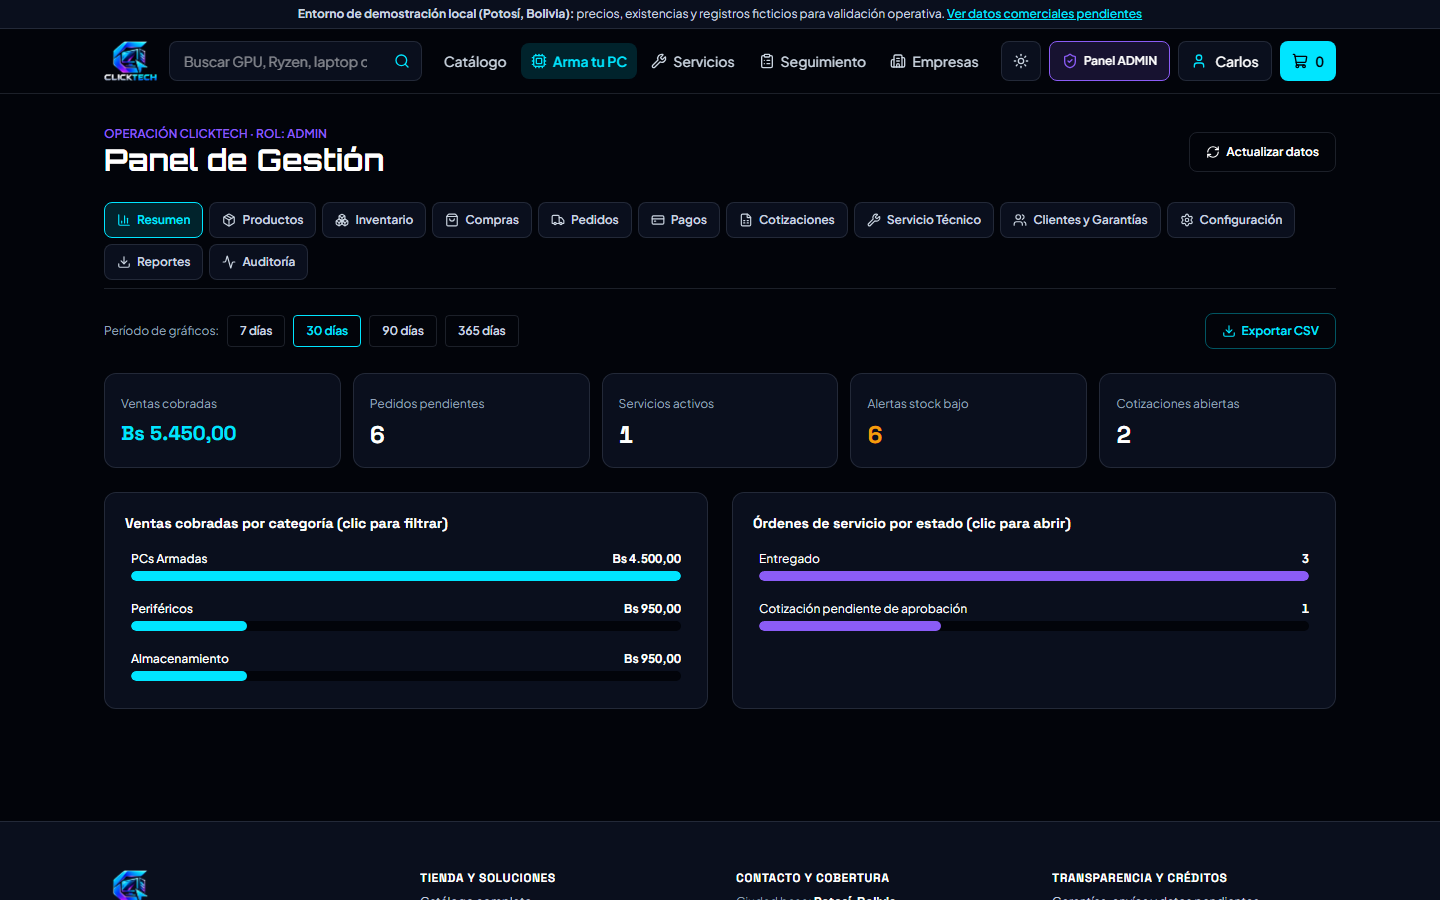 Entorno de demostración local (Potosí, Bolivia): precios, existencias y registros ficticios para validación operativa. Ver datos comerciales pendientes
CLICKTECH
Buscar GPU, Ryzen, laptop
Catálogo
Arma tu PC
Servicios
Seguimiento
Empresas
Panel ADMIN
Carlos
0
OPERACIÓN CLICKTECH · ROL: ADMIN
Panel de Gestión
Actualizar datos
Resumen
Productos
Inventario
Compras
Pedidos
Pagos
Cotizaciones
Servicio Técnico
Clientes y Garantías
Configuración
Reportes
Auditoría
Período de gráficos:
7 días
30 días
90 días
365 días
Exportar CSV
Ventas cobradas
Bs 5.450,00
Pedidos pendientes
6
Servicios activos
1
Alertas stock bajo
6
Cotizaciones abiertas
2
Ventas cobradas por categoría (clic para filtrar)
PCs Armadas Bs 4.500,00
Periféricos Bs 950,00
Almacenamiento Bs 950,00
Órdenes de servicio por estado (clic para abrir)
Entregado 3
Cotización pendiente de aprobación 1
TIENDA Y SOLUCIONES
CONTACTO Y COBERTURA
TRANSPARENCIA Y CRÉDITOS